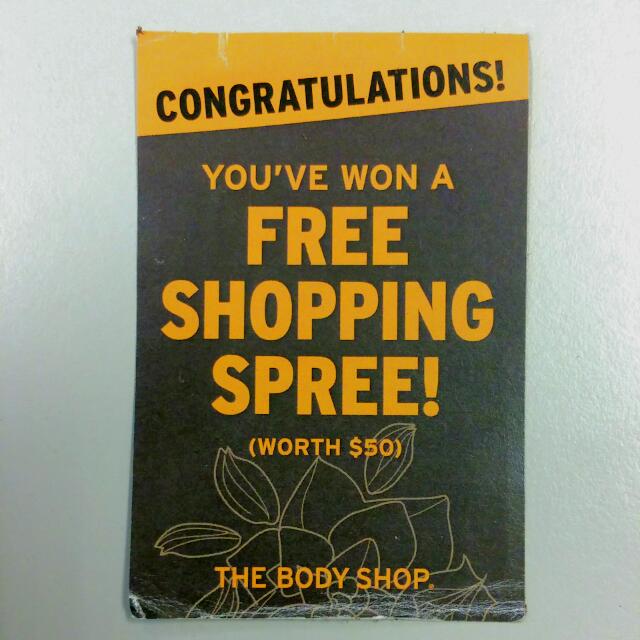 CONGRATULATIONS!
YOU'VE WON A
FREE
SHOPPING
SPREE!
(WORTH $50)
THE BODY SHOP.